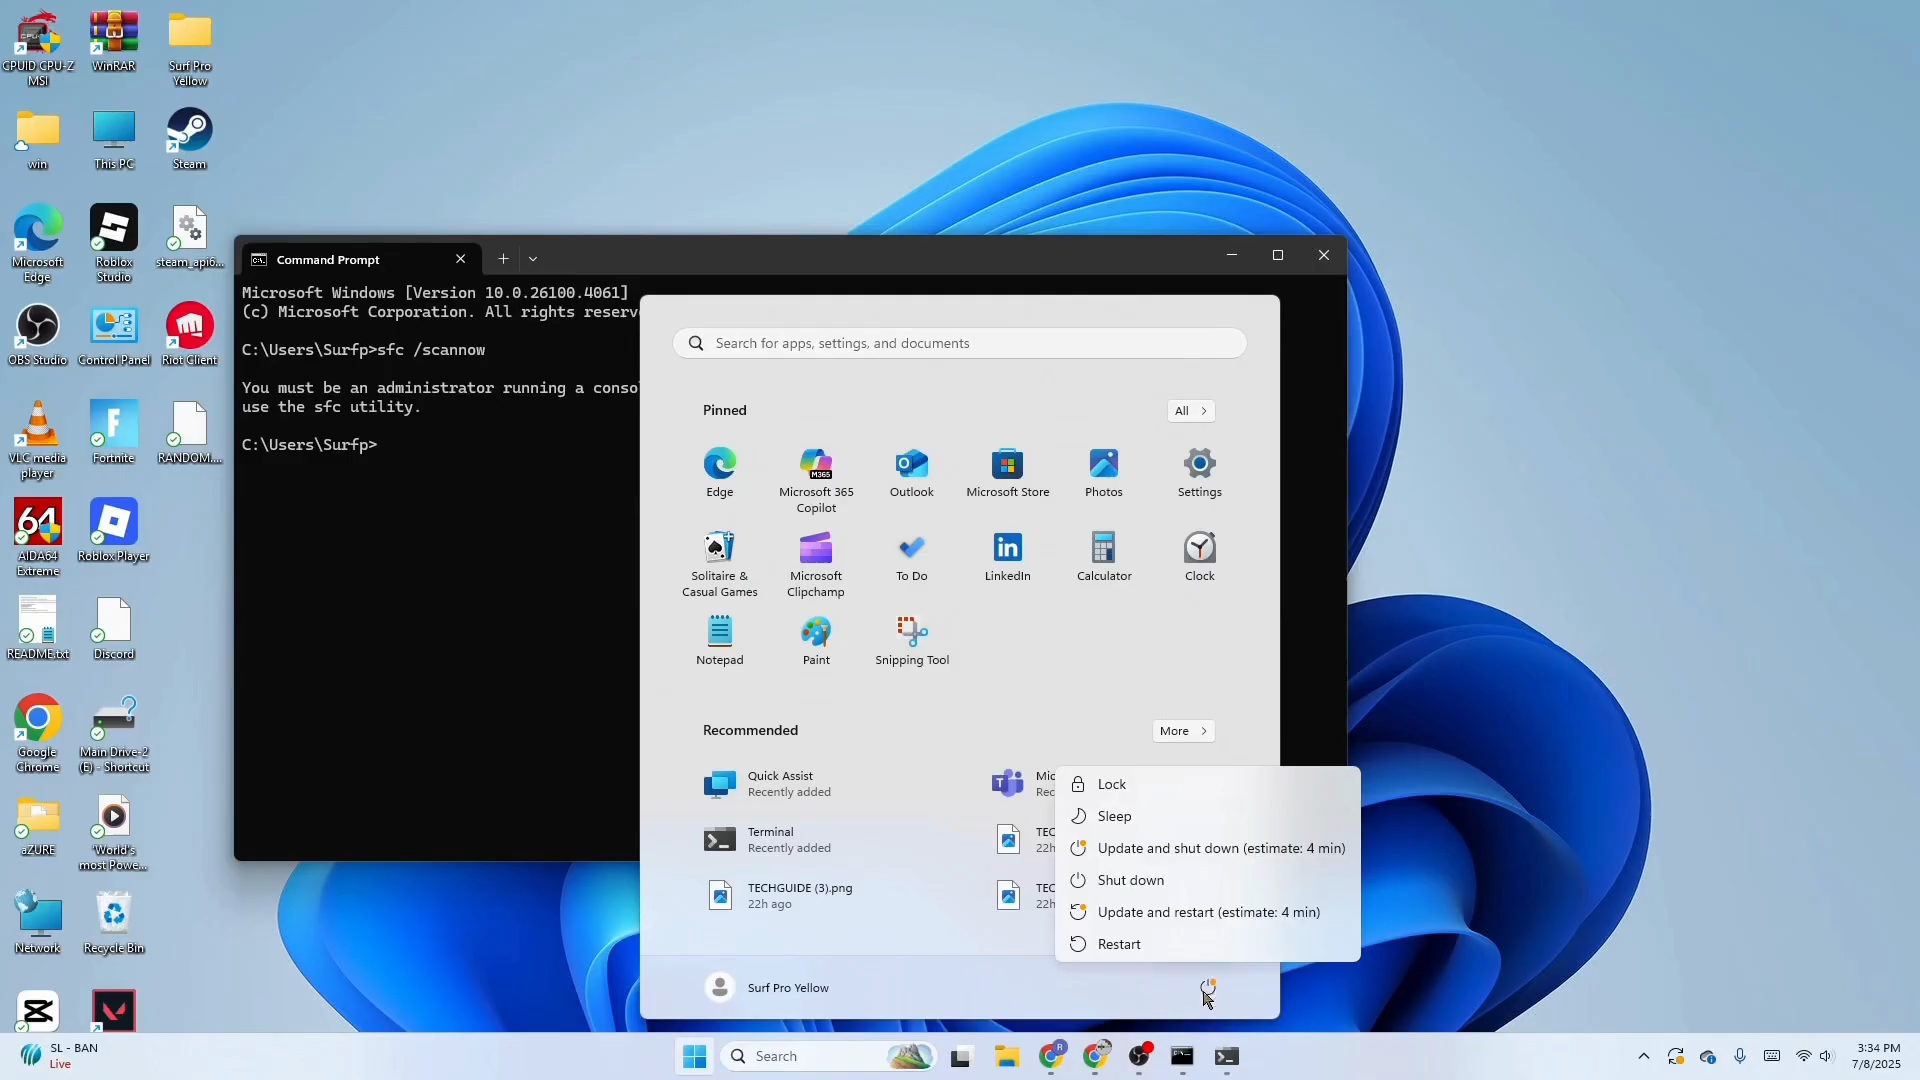 CPUID CPU-Z
MSI
WinRAR
Surf Pro
Yellow
win
This PC
Steam
Microsoft
Edge
Roblox
Studio
steam_api6...
OBS Studio
Control Panel
Riot Client
VLC media
player
Fortnite
RANDOM....
64
AIDA64
Extreme
Roblox Player
README.txt
Discord
Google
Chrome
Main Drive-2
(E) - Shortcut
aZURE
'World's
most Powe...
Network
Recycle Bin
Command Prompt
Microsoft Windows [Version 10.0.26100.4061]
(c) Microsoft Corporation. All rights reserv
C:\Users\Surfp>sfc /scannow
You must be an administrator running a conso
use the sfc utility.
C:\Users\Surfp>
Search for apps, settings, and documents
Pinned
All
Edge
M365
Microsoft 365
Copilot
Outlook
Microsoft Store
Photos
Settings
Solitaire &
Casual Games
Microsoft
Clipchamp
To Do
LinkedIn
Calculator
Clock
Notepad
Paint
Snipping Tool
Recommended
More
Quick Assist
Recently added
Mic
Rec
Terminal
Recently added
TEC
22h
TECHGUIDE (3).png
22h ago
TEC
22h
Lock
Sleep
Update and shut down (estimate: 4 min)
Shut down
Update and restart (estimate: 4 min)
Restart
Surf Pro Yellow
SL - BAN
Live
Search
3:34 PM
7/8/2025